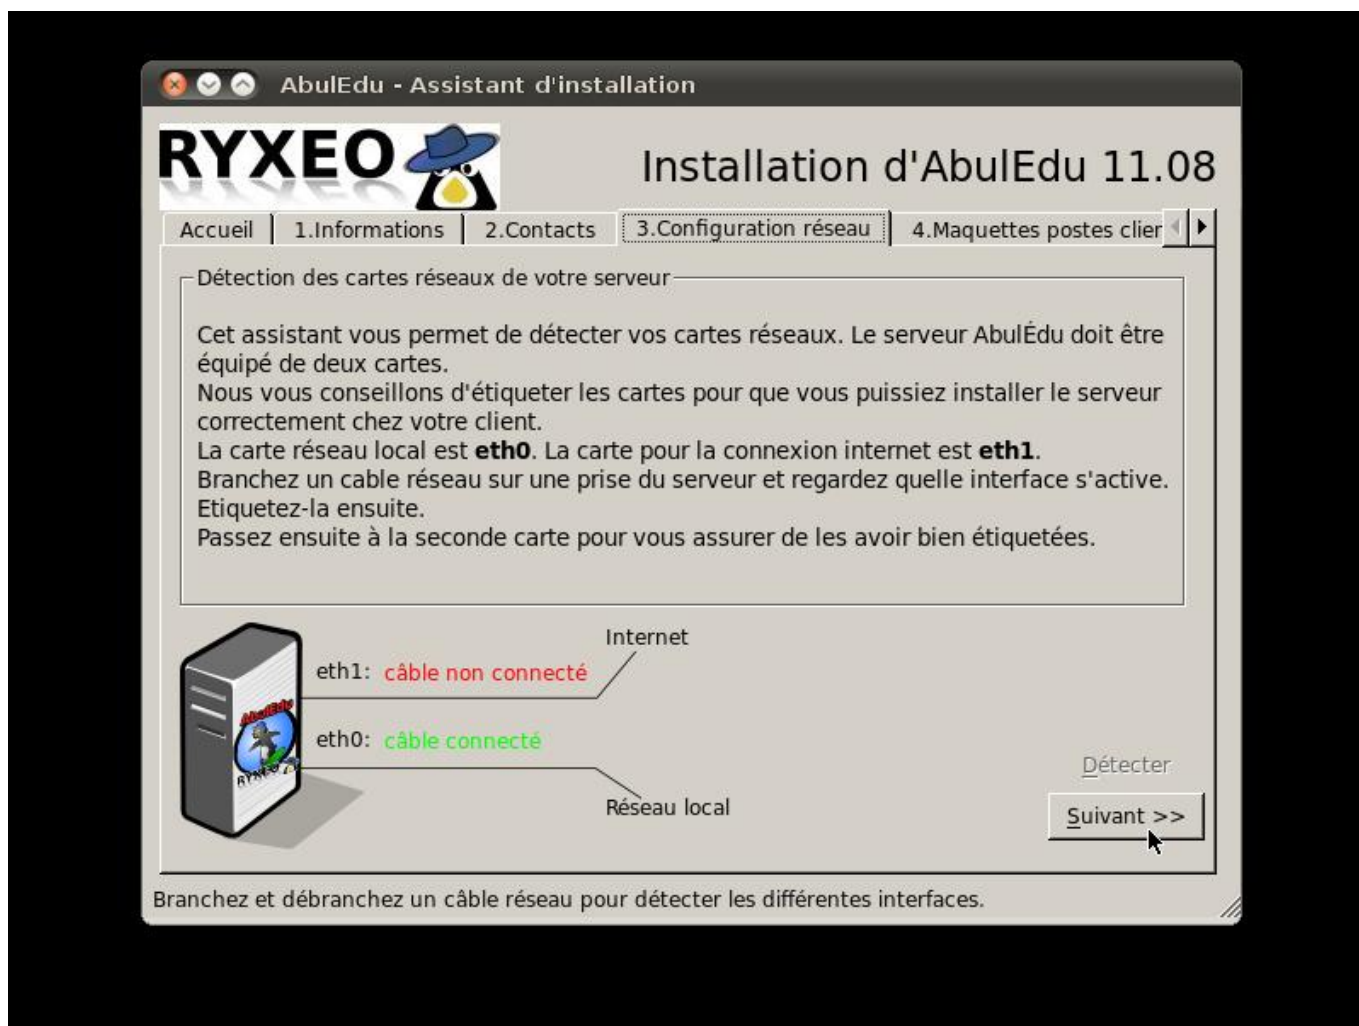 AbulEdu - Assistant d'installation
RYXEO
Installation d'AbulEdu 11.08
Accueil
1.Informations
2.Contacts
3.Configuration réseau
4.Maquettes postes clier
Détection des cartes réseaux de votre serveur
Cet assistant vous permet de détecter vos cartes réseaux. Le serveur AbulÉdu doit être
équipé de deux cartes.
Nous vous conseillons d'étiqueter les cartes pour que vous puissiez installer le serveur
correctement chez votre client.
La carte réseau local est eth0. La carte pour la connexion internet est eth1.
Branchez un cable réseau sur une prise du serveur et regardez quelle interface s'active.
Etiquetez-la ensuite.
Passez ensuite à la seconde carte pour vous assurer de les avoir bien étiquetées.
Internet
eth1: câble non connecté
AbulEdu
eth0: câble connecté
RYXEO
Détecter
Réseau local
Suivant >>
Branchez et débranchez un câble réseau pour détecter les différentes interfaces.